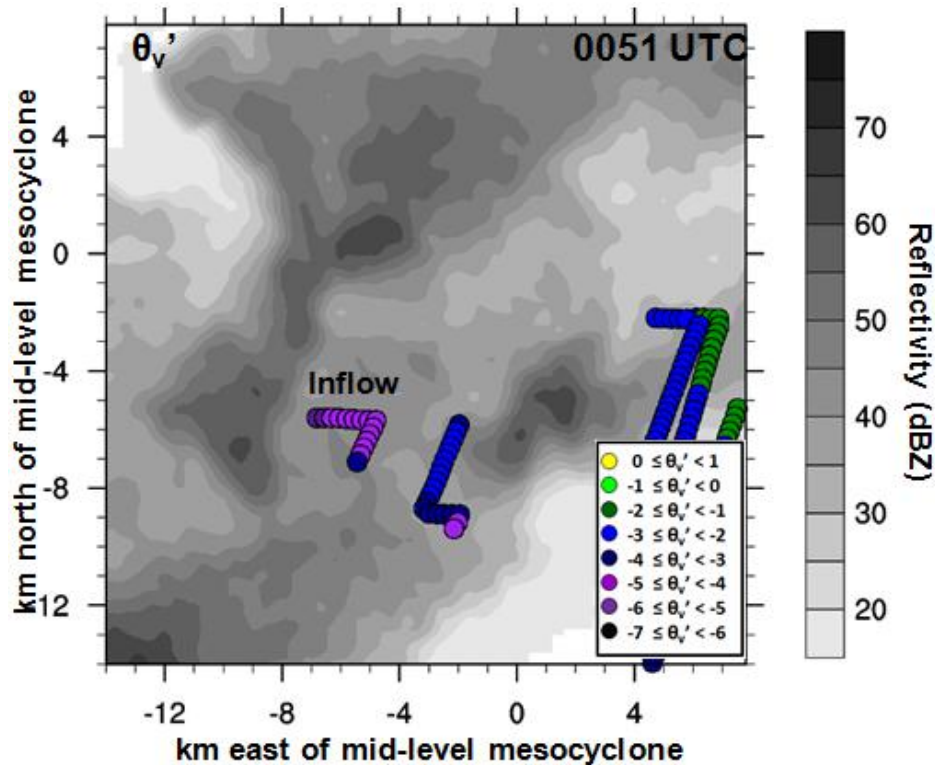 θv’ 0051 UTC
4
0
-4
-8
-12
-12 -8 -4 0 4
km north of mid-level mesocyclone
km east of mid-level mesocyclone
Inflow
0 ≤ θv’ < 1
-1 ≤ θv’ < 0
-2 ≤ θv’ < -1
-3 ≤ θv’ < -2
-4 ≤ θv’ < -3
-5 ≤ θv’ < -4
-6 ≤ θv’ < -5
-7 ≤ θv’ < -6
70
60
50
40
30
20
Reflectivity (dBZ)